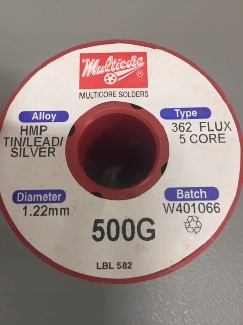 Multicore
®
MULTICORE SOLDERS
Alloy
HMP
TIN/LEAD/
SILVER
Type
362 FLUX
5 CORE
Diameter
1.22mm
Batch
W401066
500G
LBL 582